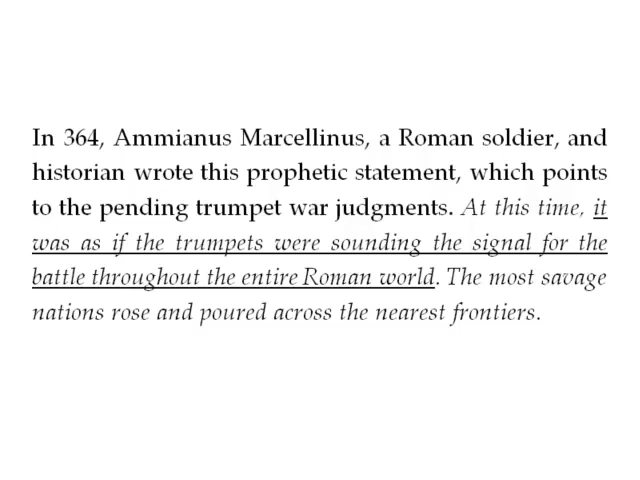 In 364, Ammianus Marcellinus, a Roman soldier, and
historian wrote this prophetic statement, which points
to the pending trumpet war judgments. At this time, it
was as if the trumpets were sounding the signal for the
battle throughout the entire Roman world. The most savage
nations rose and poured across the nearest frontiers.